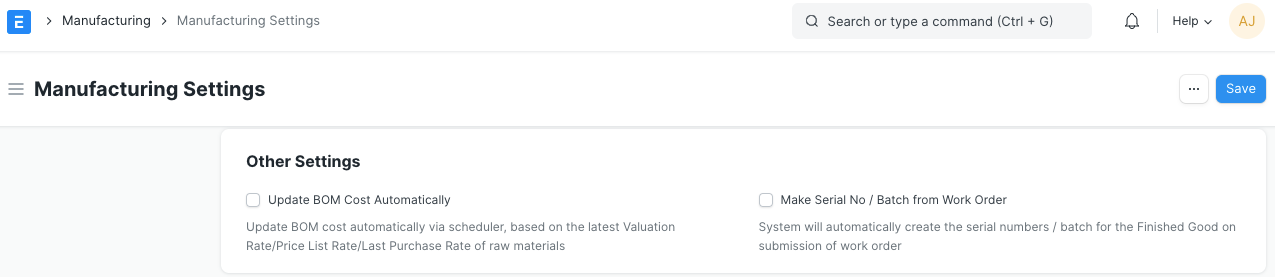 E Manufacturing Manufacturing Settings Search or type a command (Ctrl + G) Help AJ
Manufacturing Settings ... Save
Other Settings
Update BOM Cost Automatically
Update BOM cost automatically via scheduler, based on the latest Valuation
Rate/Price List Rate/Last Purchase Rate of raw materials
Make Serial No / Batch from Work Order
System will automatically create the serial numbers / batch for the Finished Good on
submission of work order